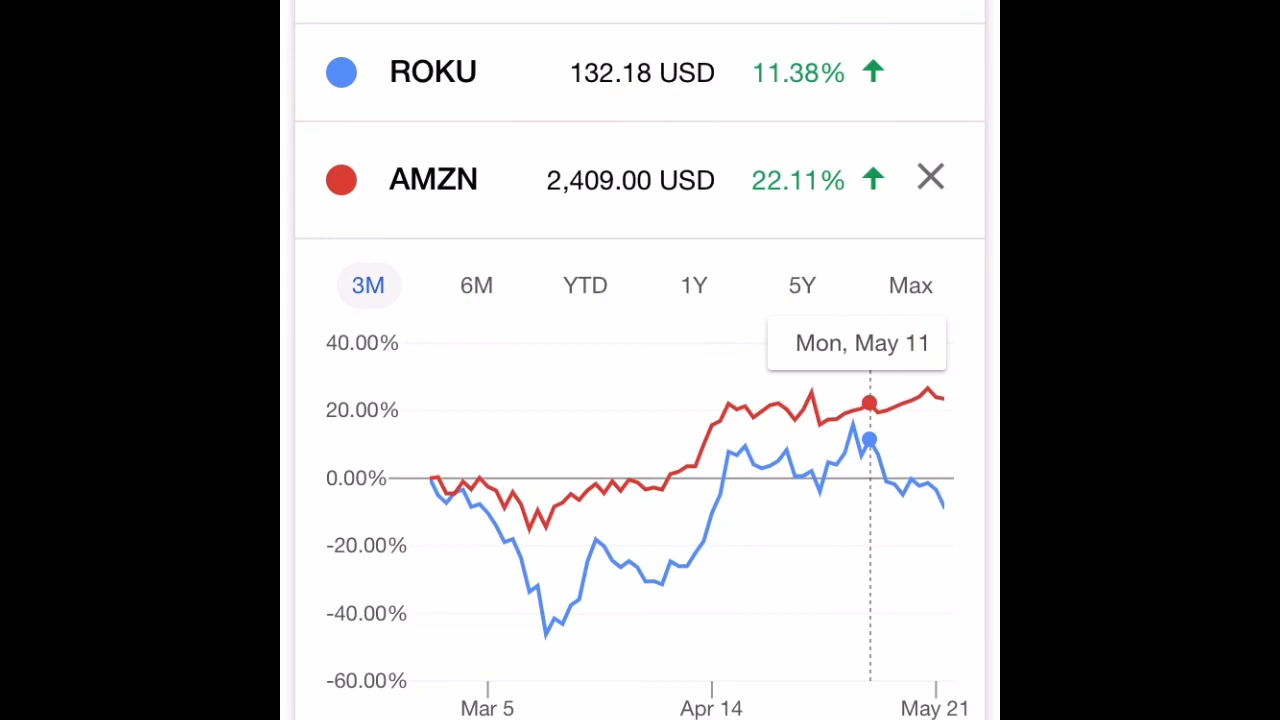 ROKU 132.18 USD 11.38%
AMZN 2,409.00 USD 22.11%
3M 6M YTD 1Y 5Y Max
Mon, May 11
40.00%
20.00%
0.00%
-20.00%
-40.00%
-60.00%
Mar 5 Apr 14 May 21